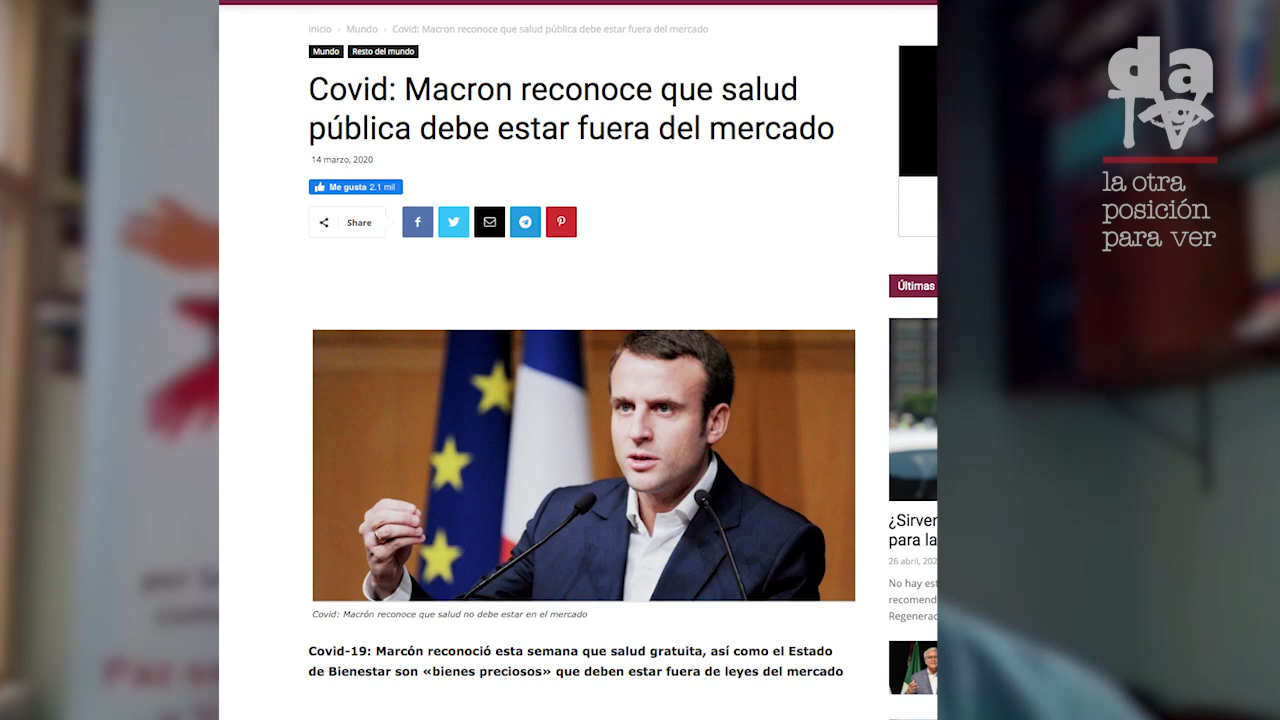 Inicio › Mundo › Covid: Macron reconoce que salud pública debe estar fuera del mercado
Mundo Resto del mundo
Covid: Macron reconoce que salud
pública debe estar fuera del mercado
14 marzo, 2020
Me gusta 2.1 mil
Share
Covid: Macrón reconoce que salud no debe estar en el mercado
Covid-19: Marcón reconoció esta semana que salud gratuita, así como el Estado
de Bienestar son «bienes preciosos» que deben estar fuera de leyes del mercado
Últimas
¿Sirven
para la
26 abril, 202
No hay est
recomend
Regenerac
dale
la otra
posición
para ver
Paz